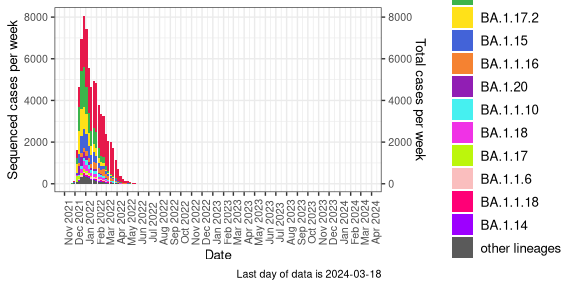 Sequenced cases per week
8000
6000
4000
2000
0
8000
6000
4000
2000
0
Total cases per week
Nov 2021
Dec 2021
Jan 2022
Feb 2022
Mar 2022
Apr 2022
May 2022
Jun 2022
Jul 2022
Aug 2022
Sep 2022
Oct 2022
Nov 2022
Dec 2022
Jan 2023
Feb 2023
Mar 2023
Apr 2023
May 2023
Jun 2023
Jul 2023
Aug 2023
Sep 2023
Oct 2023
Nov 2023
Dec 2023
Jan 2024
Feb 2024
Mar 2024
Apr 2024
Date
Last day of data is 2024-03-18
BA.1.17.2
BA.1.15
BA.1.1.16
BA.1.20
BA.1.1.10
BA.1.18
BA.1.17
BA.1.1.6
BA.1.1.18
BA.1.14
other lineages